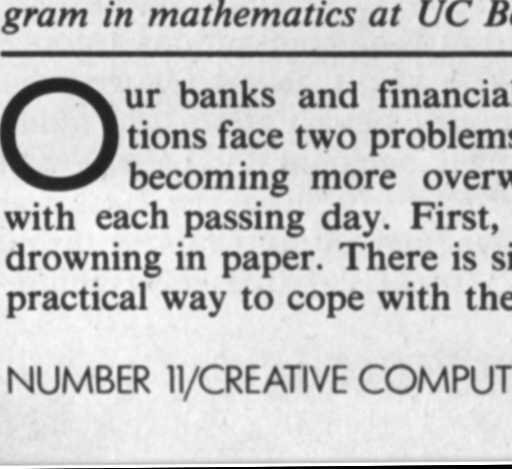 gram in mathematics at UC B
Our banks and financial
tions face two problems
becoming more overw
with each passing day. First,
drowning in paper. There is si
practical way to cope with the
NUMBER 11/CREATIVE COMPUT